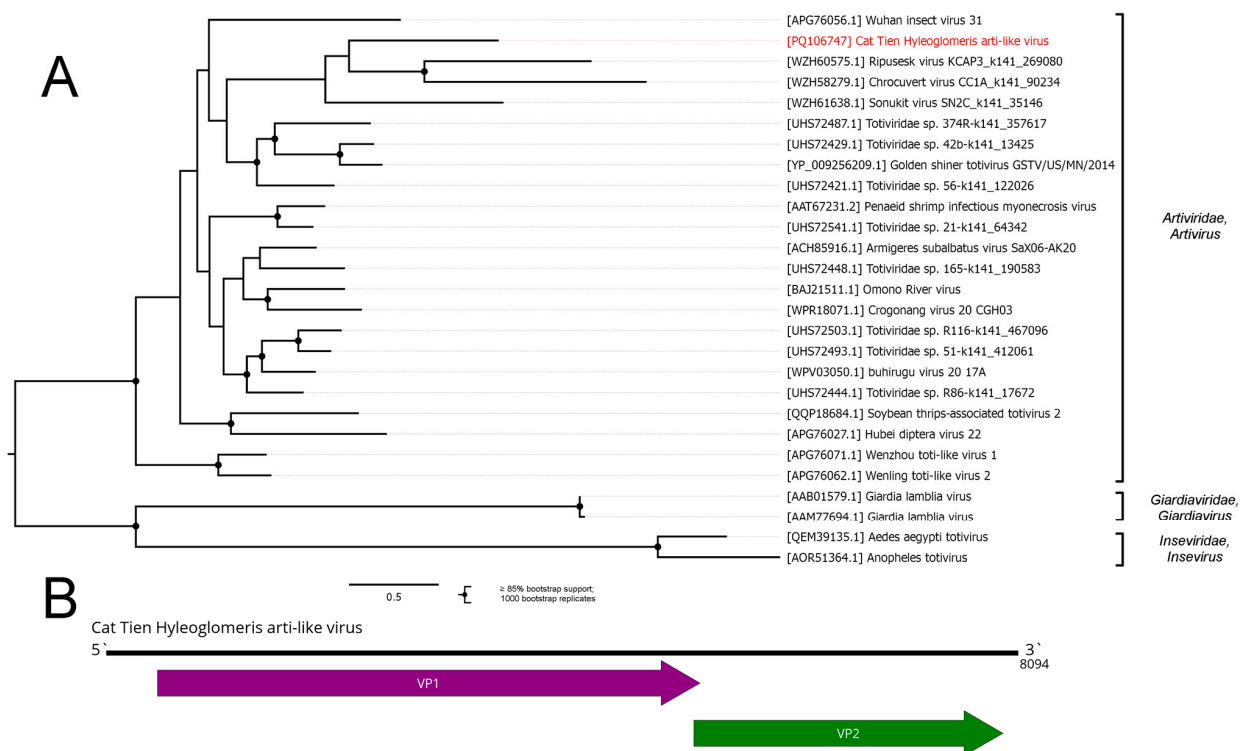 A
[APG76056.1] Wuhan insect virus 31
[PQ106747] Cat Tien Hyleoglomeris arti-like virus
[WZH60575.1] Ripusesk virus KCAP3_k141_269080
[WZH58279.1] Chrocuvert virus CC1A_k141_90234
[WZH61638.1] Sonukit virus SN2C_k141_35146
[UHS72487.1] Totiviridae sp. 374R-k141_357617
[UHS72429.1] Totiviridae sp. 42b-k141_13425
[YP_009256209.1] Golden shiner totivirus GSTV/US/MN/2014
[UHS72421.1] Totiviridae sp. 56-k141_122026
[AAT67231.2] Penaeid shrimp infectious myonecrosis virus
[UHS72541.1] Totiviridae sp. 21-k141_64342
[ACH85916.1] Armigeres subalbatus virus SaX06-AK20
[UHS72448.1] Totiviridae sp. 165-k141_190583
[BAJ21511.1] Omono River virus
[WPR18071.1] Crogonang virus 20 CGH03
[UHS72503.1] Totiviridae sp. R116-k141_467096
[UHS72493.1] Totiviridae sp. 51-k141_412061
[WPV03050.1] buhirugu virus 20 17A
[UHS72444.1] Totiviridae sp. R86-k141_17672
[QQP18684.1] Soybean thrips-associated totivirus 2
[APG76027.1] Hubei diptera virus 22
[APG76071.1] Wenzhou toti-like virus 1
[APG76062.1] Wenling toti-like virus 2
[AAB01579.1] Giardia lamblia virus
[AAM77694.1] Giardia lamblia virus
[QEM39135.1] Aedes aegypti totivirus
[AOR51364.1] Anopheles totivirus
Artiviridae,
Artivirus
Giardiaviridae,
Giardiavirus
Inseviridae,
Insevirus
0.5
≥ 85% bootstrap support;
1000 bootstrap replicates
B
Cat Tien Hyleoglomeris arti-like virus
5`
3`
8094
VP1
VP2